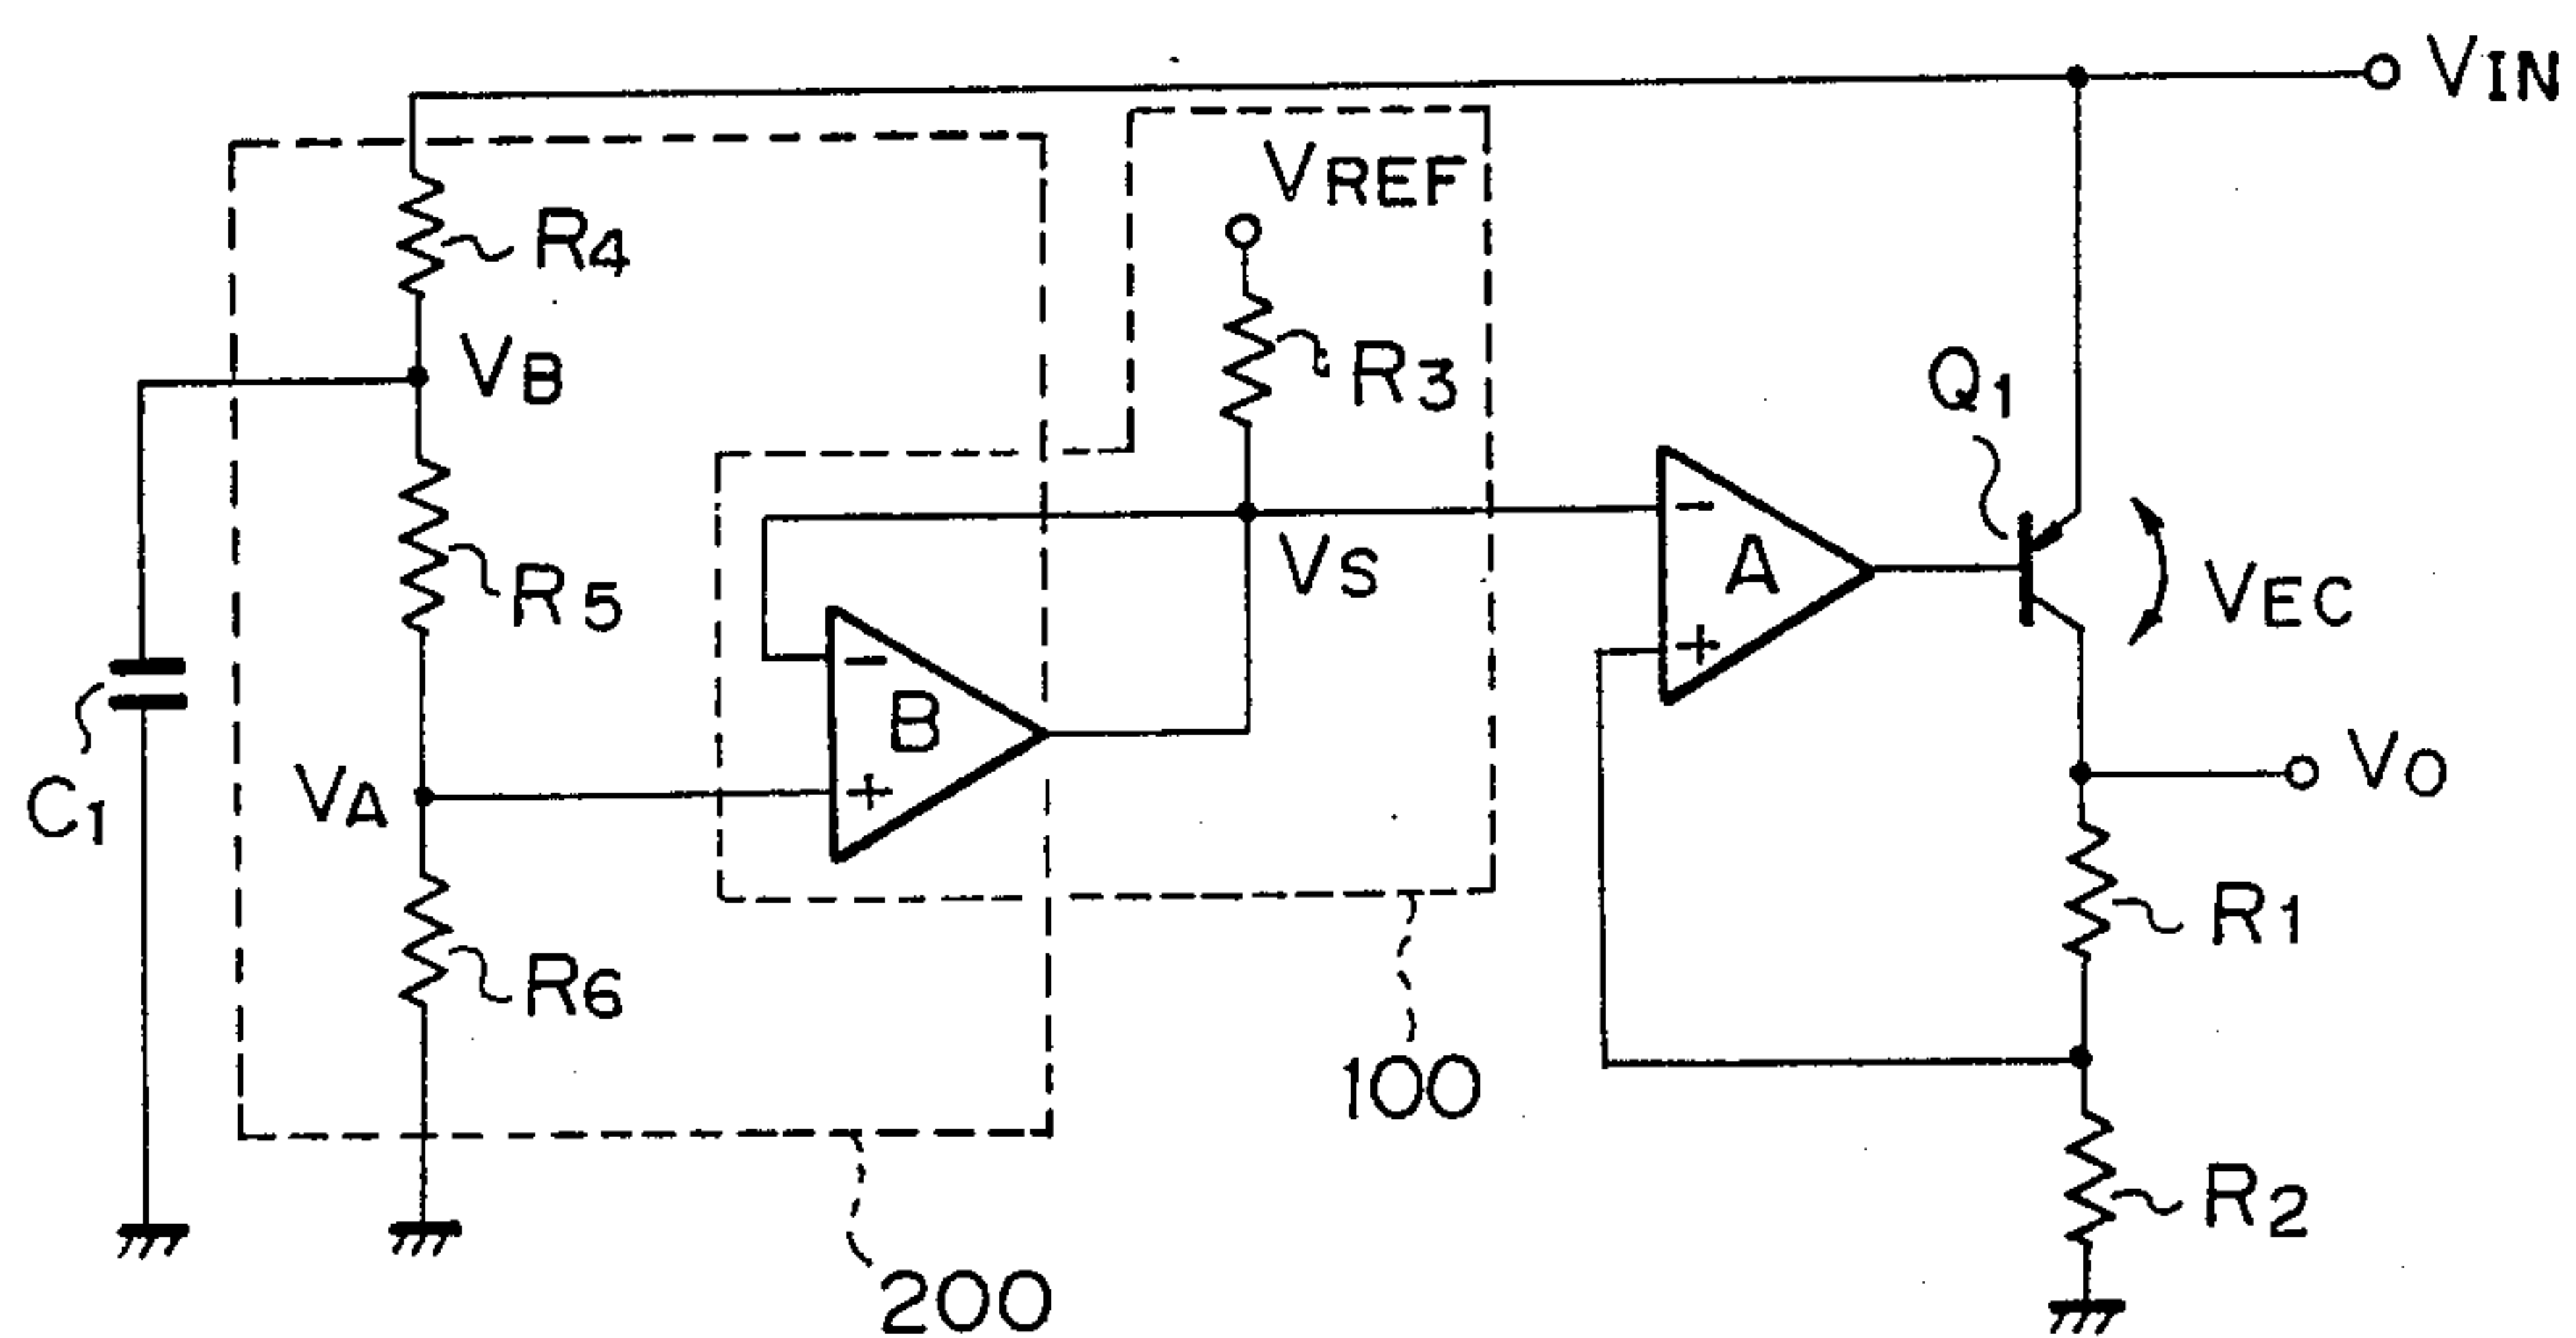 VIN
VREF
R4
VB
R3
Q1
VS
A
VEC
R5
B
VO
C1
VA
R1
R6
100
R2
200
−
+
−
+